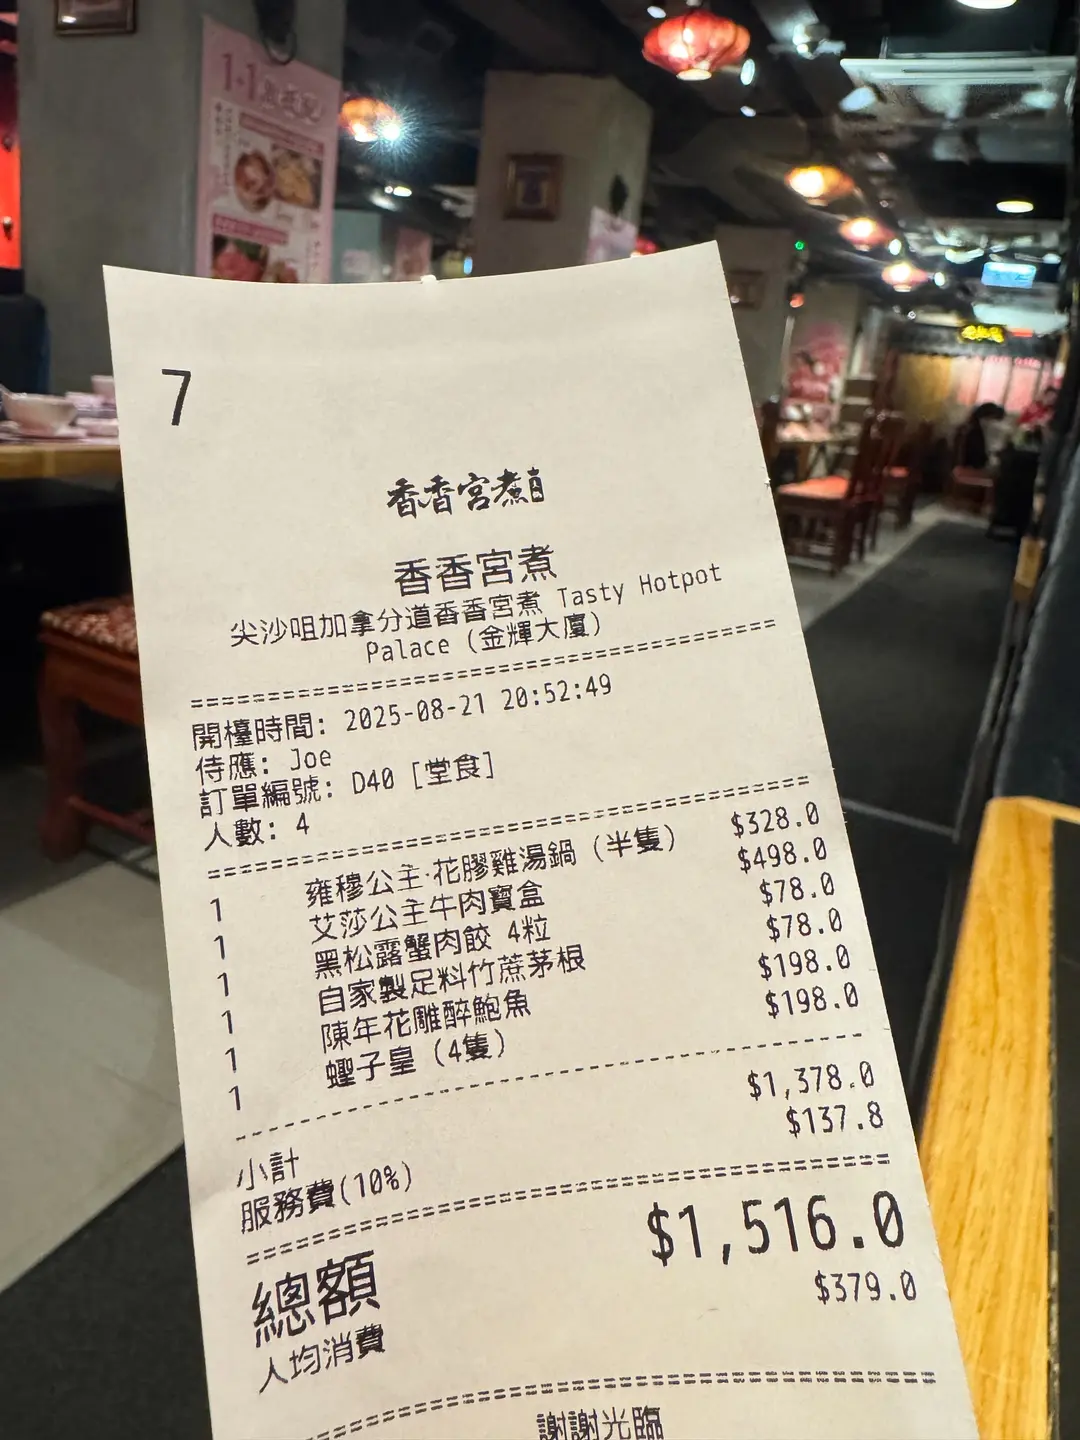 1+1
7
香香宮煮
香香宮煮
尖沙咀加拿分道香香宮煮 Tasty Hotpot
Palace (金輝大廈)
開檯時間: 2025-08-21 20:52:49
侍應: Joe
訂單編號: D40 [堂食]
人數: 4
1 雍穆公主·花膠雞湯鍋 (半隻) $328.0
1 艾莎公主牛肉寶盒 $498.0
1 黑松露蟹肉餃 4粒 $78.0
1 自家製足料竹蔗茅根 $78.0
1 陳年花雕醉鮑魚 $198.0
1 蟶子皇 (4隻) $198.0
小計 $1,378.0
服務費(10%) $137.8
總額 $1,516.0
人均消費 $379.0
謝謝光臨